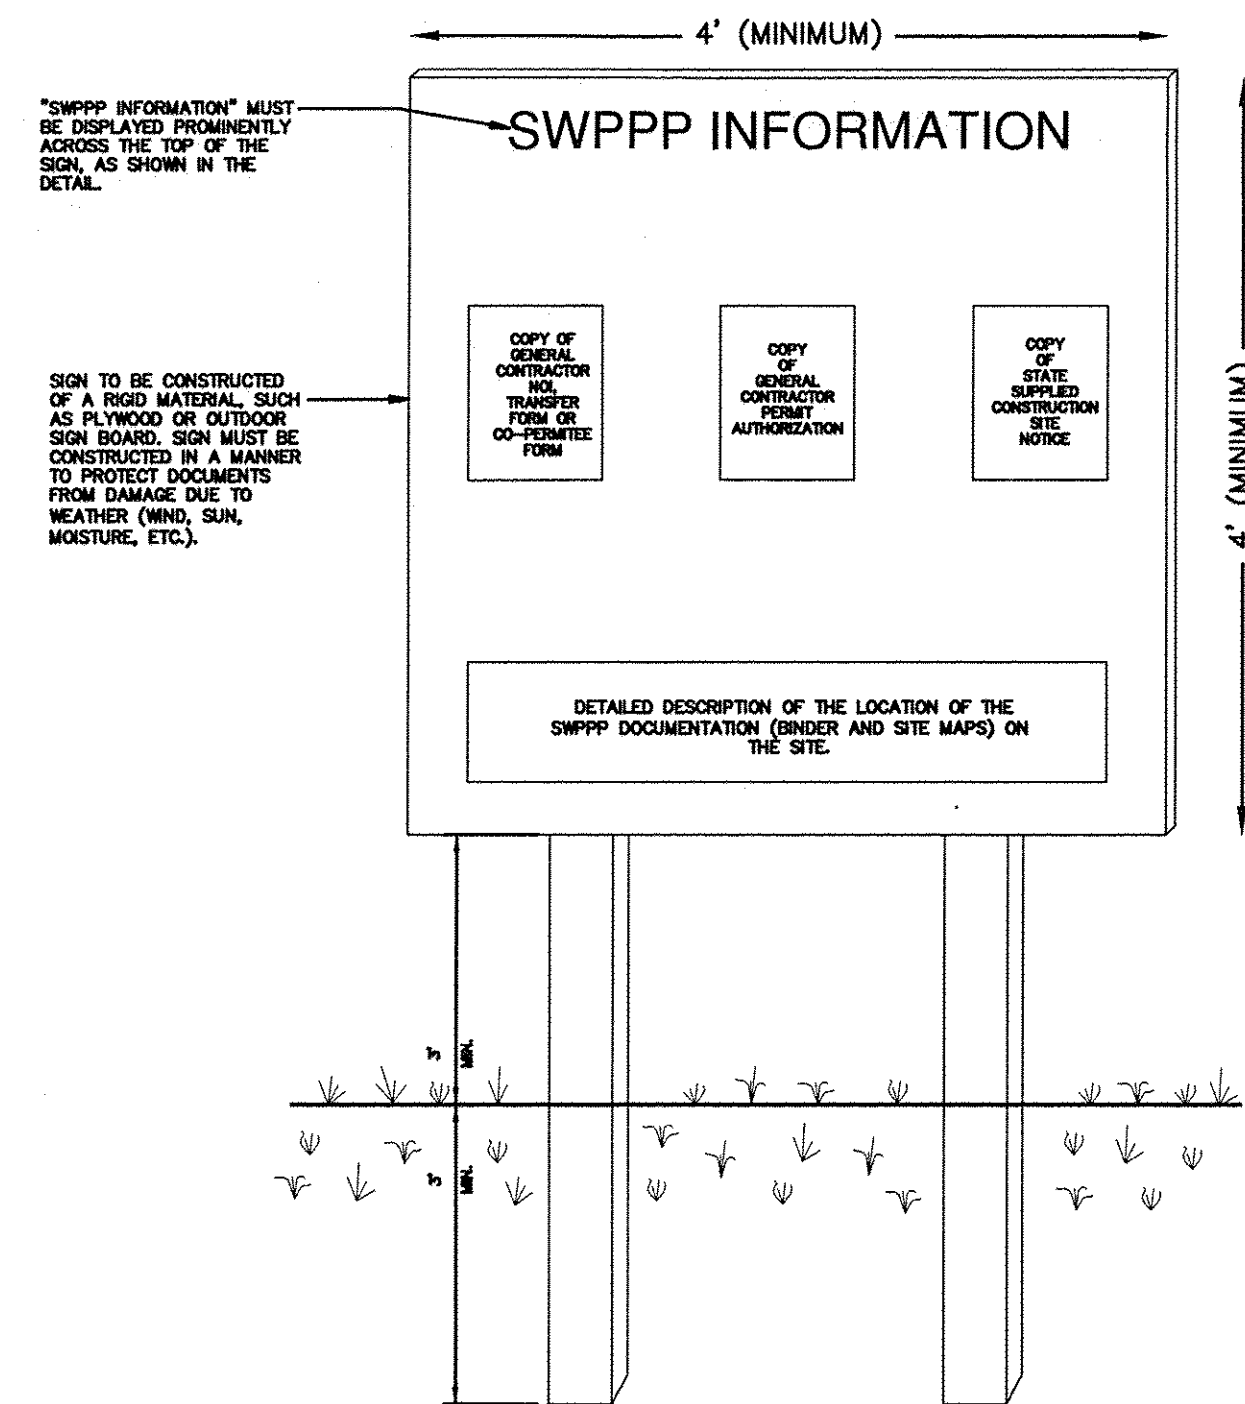 4' (MINIMUM)
"SWPPP INFORMATION" MUST
BE DISPLAYED PROMINENTLY
ACROSS THE TOP OF THE
SIGN, AS SHOWN IN THE
DETAIL.
SWPPP INFORMATION
SIGN TO BE CONSTRUCTED
OF A RIGID MATERIAL, SUCH
AS PLYWOOD OR OUTDOOR
SIGN BOARD. SIGN MUST BE
CONSTRUCTED IN A MANNER
TO PROTECT DOCUMENTS
FROM DAMAGE DUE TO
WEATHER (WIND, SUN,
MOISTURE, ETC.).
COPY OF
GENERAL
CONTRACTOR
NOI,
TRANSFER
FORM OR
CO-PERMITEE
FORM
COPY
OF
GENERAL
CONTRACTOR
PERMIT
AUTHORIZATION
COPY
OF
STATE
SUPPLIED
CONSTRUCTION
SITE
NOTICE
4' (MINIMUM)
DETAILED DESCRIPTION OF THE LOCATION OF THE
SWPPP DOCUMENTATION (BINDER AND SITE MAPS) ON
THE SITE.
3'
MIN.
3'
MIN.